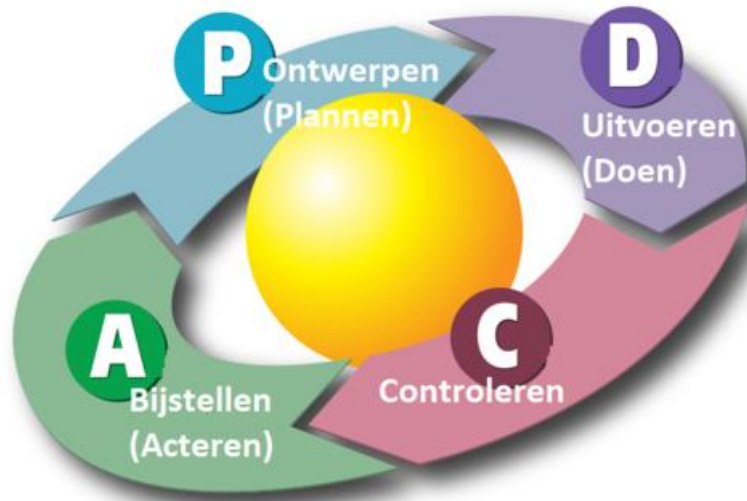 P
Ontwerpen
(Plannen)
D
Uitvoeren
(Doen)
C
Controleren
A
Bijstellen
(Acteren)